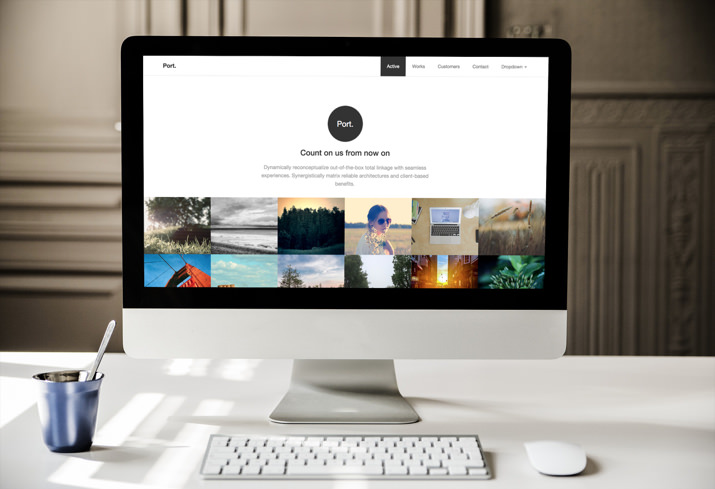 Port.
Active Works Customers Contact Dropdown
Port.
Count on us from now on
Dynamically reconceptualize out-of-the-box total linkage with seamless
experiences. Synergistically matrix reliable architectures and client-based
benefits.